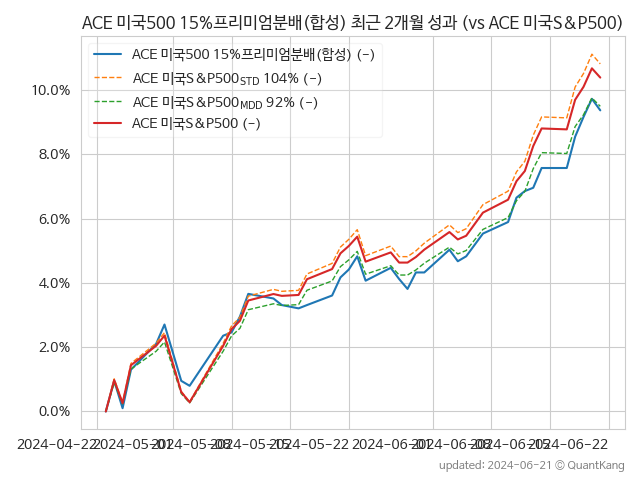 ACE 미국500 15%프리미엄분배(합성) 최근 2개월 성과 (vs ACE 미국S&P500)
ACE 미국500 15%프리미엄분배(합성) (-)
ACE 미국S&P500STD 104% (-)
ACE 미국S&P500MDD 92% (-)
ACE 미국S&P500 (-)
10.0%
8.0%
6.0%
4.0%
2.0%
0.0%
2024-04-22 2024-05-01 2024-05-08 2024-05-15 2024-05-22 2024-06-01 2024-06-08 2024-06-15 2024-06-22
updated: 2024-06-21 © QuantKang